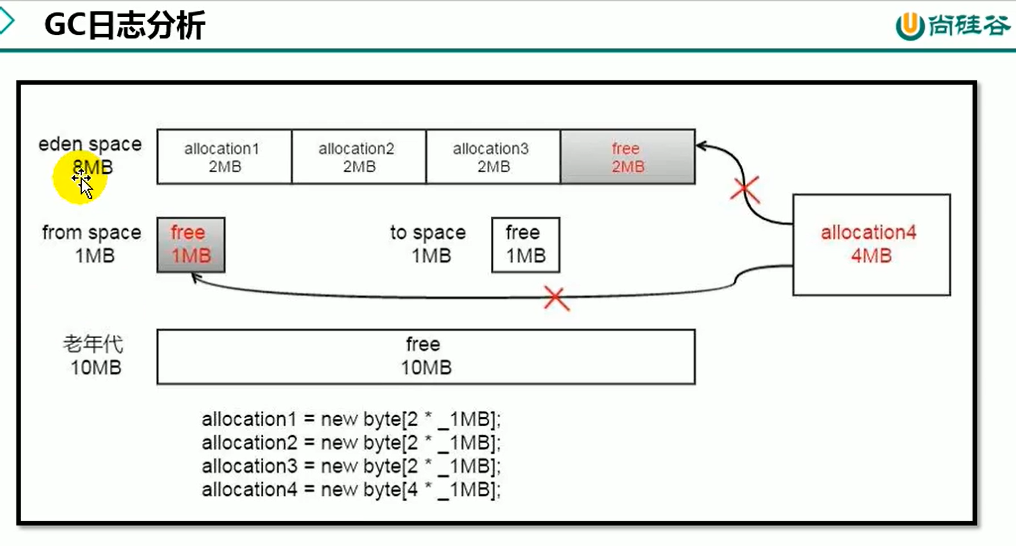 GC日志分析
尚硅谷
eden space
8MB
allocation1
2MB
allocation2
2MB
allocation3
2MB
free
2MB
from space
1MB
free
1MB
to space
1MB
free
1MB
allocation4
4MB
老年代
10MB
free
10MB
allocation1 = new byte[2 * _1MB];
allocation2 = new byte[2 * _1MB];
allocation3 = new byte[2 * _1MB];
allocation4 = new byte[4 * _1MB];